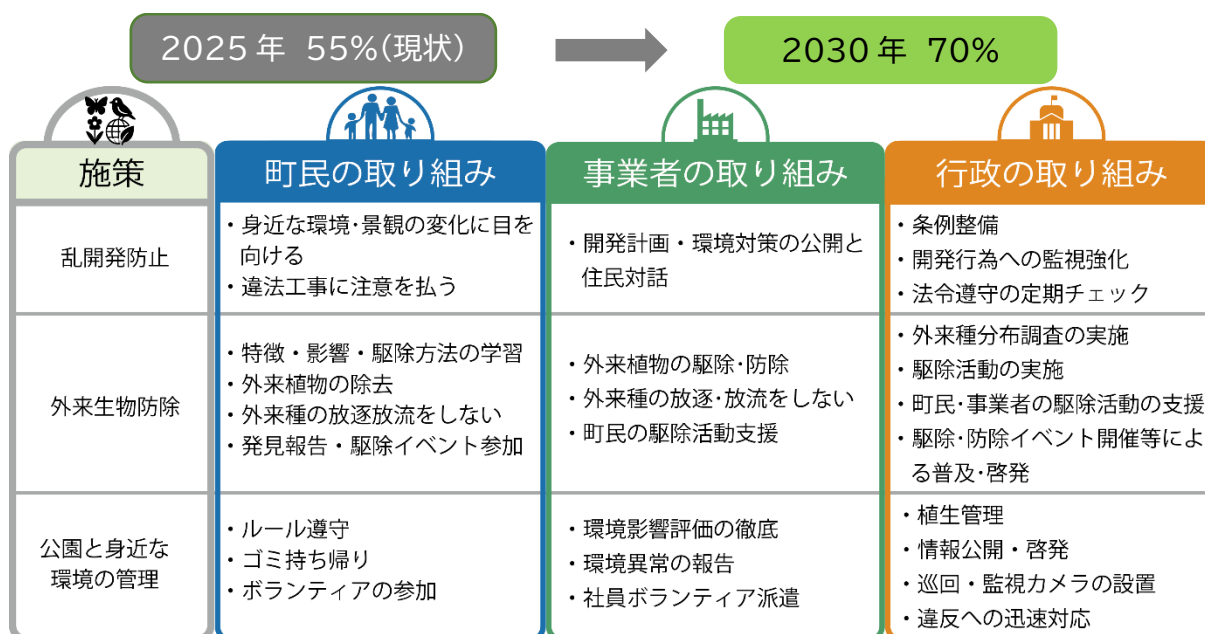 2025年 55%(現状)
2030年 70%
施策
町民の取り組み
事業者の取り組み
行政の取り組み
乱開発防止
・身近な環境・景観の変化に目を
向ける
・違法工事に注意を払う
・開発計画・環境対策の公開と
住民対話
・条例整備
・開発行為への監視強化
・法令遵守の定期チェック
外来生物防除
・特徴・影響・駆除方法の学習
・外来植物の除去
・外来種の放逐放流をしない
・発見報告・駆除イベント参加
・外来植物の駆除・防除
・外来種の放逐・放流をしない
・町民の駆除活動支援
・外来種分布調査の実施
・駆除活動の実施
・町民・事業者の駆除活動の支援
・駆除・防除イベント開催等によ
る普及・啓発
公園と身近な
環境の管理
・ルール遵守
・ゴミ持ち帰り
・ボランティアの参加
・環境影響評価の徹底
・環境異常の報告
・社員ボランティア派遣
・植生管理
・情報公開・啓発
・巡回・監視カメラの設置
・違反への迅速対応